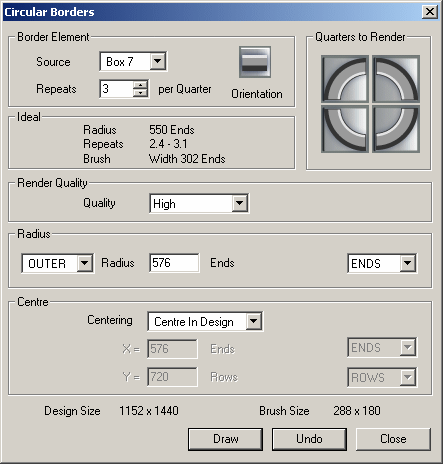 Circular Borders
Border Element
Source Box 7
Repeats 3 per Quarter
Orientation
Quarters to Render
Ideal
Radius 550 Ends
Repeats 2.4 - 3.1
Brush Width 302 Ends
Render Quality
Quality High
Radius
OUTER Radius 576 Ends ENDS
Centre
Centering Centre In Design
X = 576 Ends ENDS
Y = 720 Rows ROWS
Design Size 1152 x 1440 Brush Size 288 x 180
Draw Undo Close